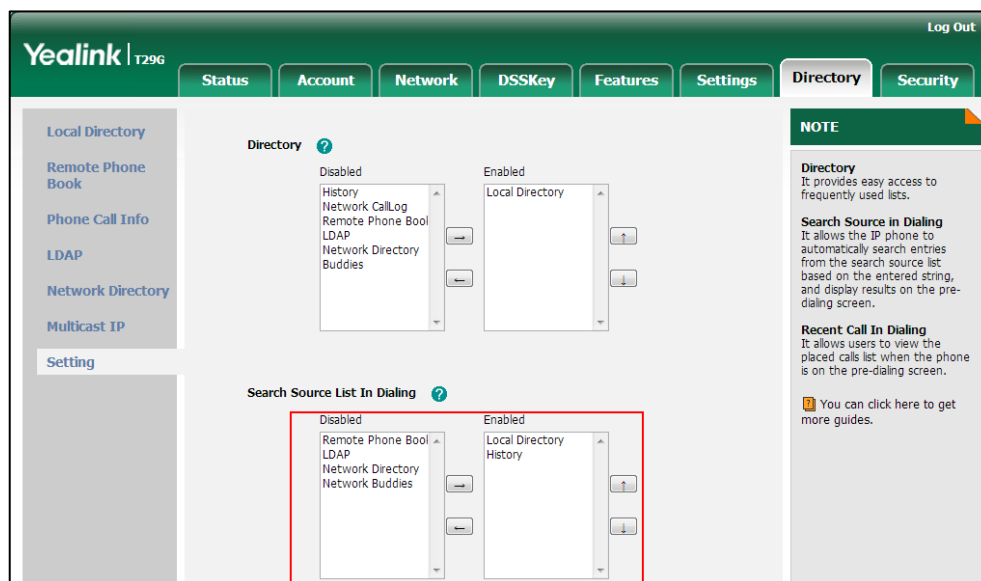 Log Out
Yealink T29G
Status Account Network DSSKey Features Settings Directory Security
Local Directory
Remote Phone
Book
Phone Call Info
LDAP
Network Directory
Multicast IP
Setting
Directory ?
Disabled Enabled
History
Network CallLog
Remote Phone Bool
LDAP
Network Directory
Buddies
Local Directory
→
←
↑
↓
Search Source List In Dialing ?
Disabled Enabled
Remote Phone Bool
LDAP
Network Directory
Network Buddies
Local Directory
History
→
←
↑
↓
NOTE
Directory
It provides easy access to
frequently used lists.
Search Source in Dialing
It allows the IP phone to
automatically search entries
from the search source list
based on the entered string,
and display results on the pre-
dialing screen.
Recent Call In Dialing
It allows users to view the
placed calls list when the phone
is on the pre-dialing screen.
? You can click here to get
more guides.